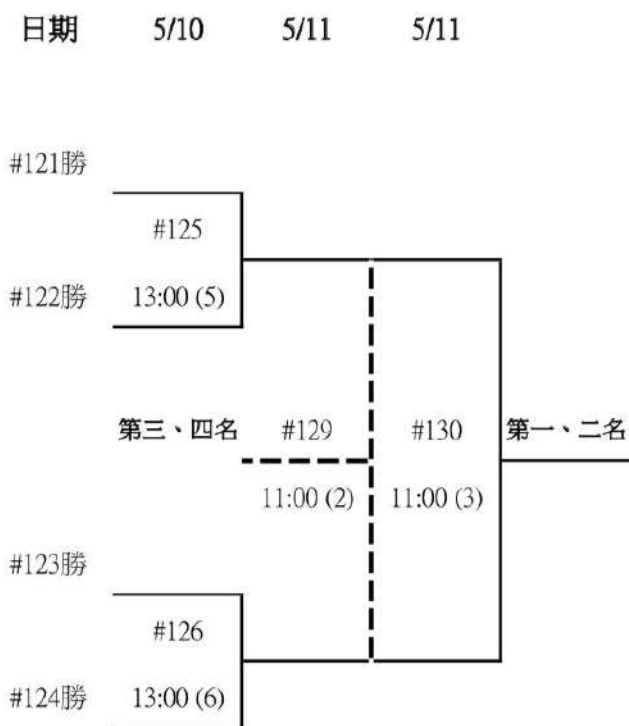 日期 5/10 5/11 5/11
#121勝
#125
#122勝 13:00 (5)
第三、四名 #129 #130 第一、二名
11:00 (2) 11:00 (3)
#123勝
#126
#124勝 13:00 (6)